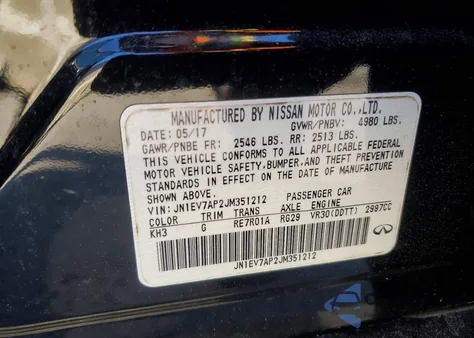 MANUFACTURED BY NISSAN MOTOR CO.,LTD.
DATE: 05/17 GVWR/PNBV: 4980 LBS.
GAWR/PNBE FR: 2546 LBS. RR: 2513 LBS.
THIS VEHICLE CONFORMS TO ALL APPLICABLE FEDERAL
MOTOR VEHICLE SAFETY,BUMPER,AND THEFT PREVENTION
STANDARDS IN EFFECT ON THE DATE OF MANUFACTURE
SHOWN ABOVE.
VIN: JN1EV7AP2JM351212 PASSENGER CAR
COLOR TRIM TRANS AXLE ENGINE
KH3 G RE7R01A RG29 VR30(DDTT) 2997CC
JN1EV7AP2JM351212